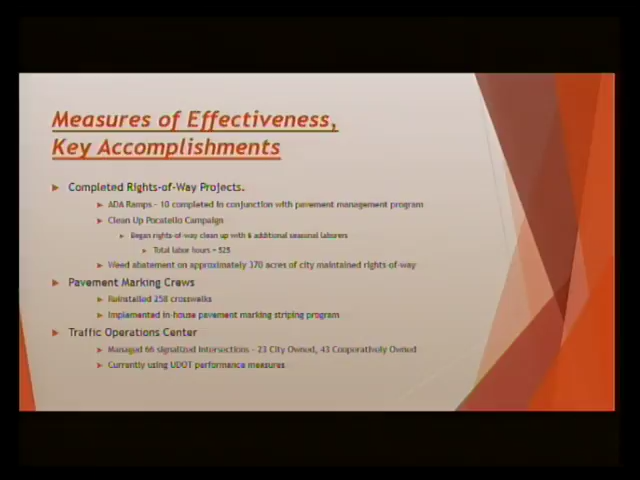 Measures of Effectiveness,
Key Accomplishments
Completed Rights-of-Way Projects.
ADA Ramps - 10 completed in conjunction with pavement management program
Clean Up Pocatello Campaign
Began rights-of-way clean up with 6 additional seasonal laborers
Total labor hours = 525
Weed abatement on approximately 370 acres of city maintained rights-of-way
Pavement Marking Crews
Reinstalled 258 crosswalks
Implemented in-house pavement marking striping program
Traffic Operations Center
Managed 66 signalized intersections - 23 City Owned, 43 Cooperatively Owned
Currently using UDOT performance measures